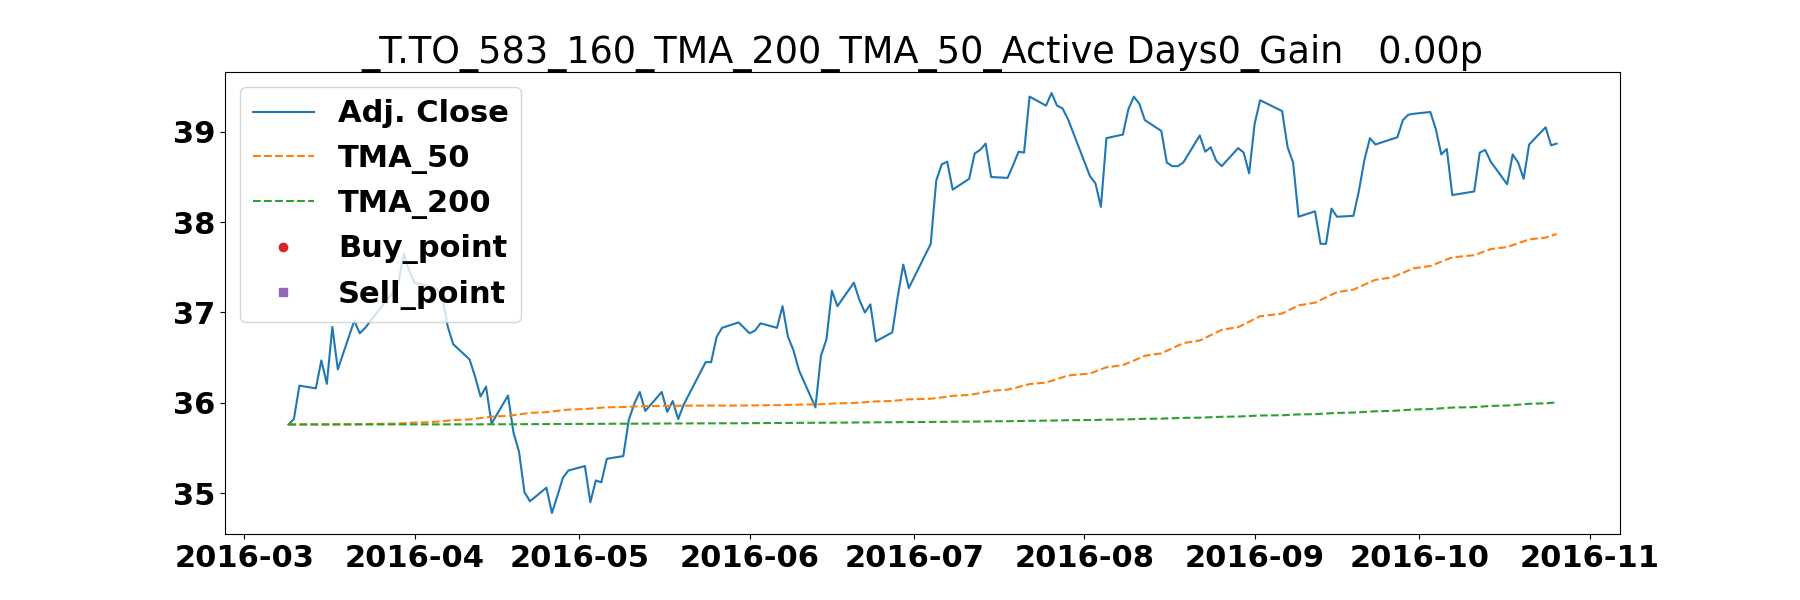 _T.TO_583_160_TMA_200_TMA_50_Active Days0_Gain   0.00p
Adj. Close
TMA_50
TMA_200
Buy_point
Sell_point
39
38
37
36
35
2016-03 2016-04 2016-05 2016-06 2016-07 2016-08 2016-09 2016-10 2016-11